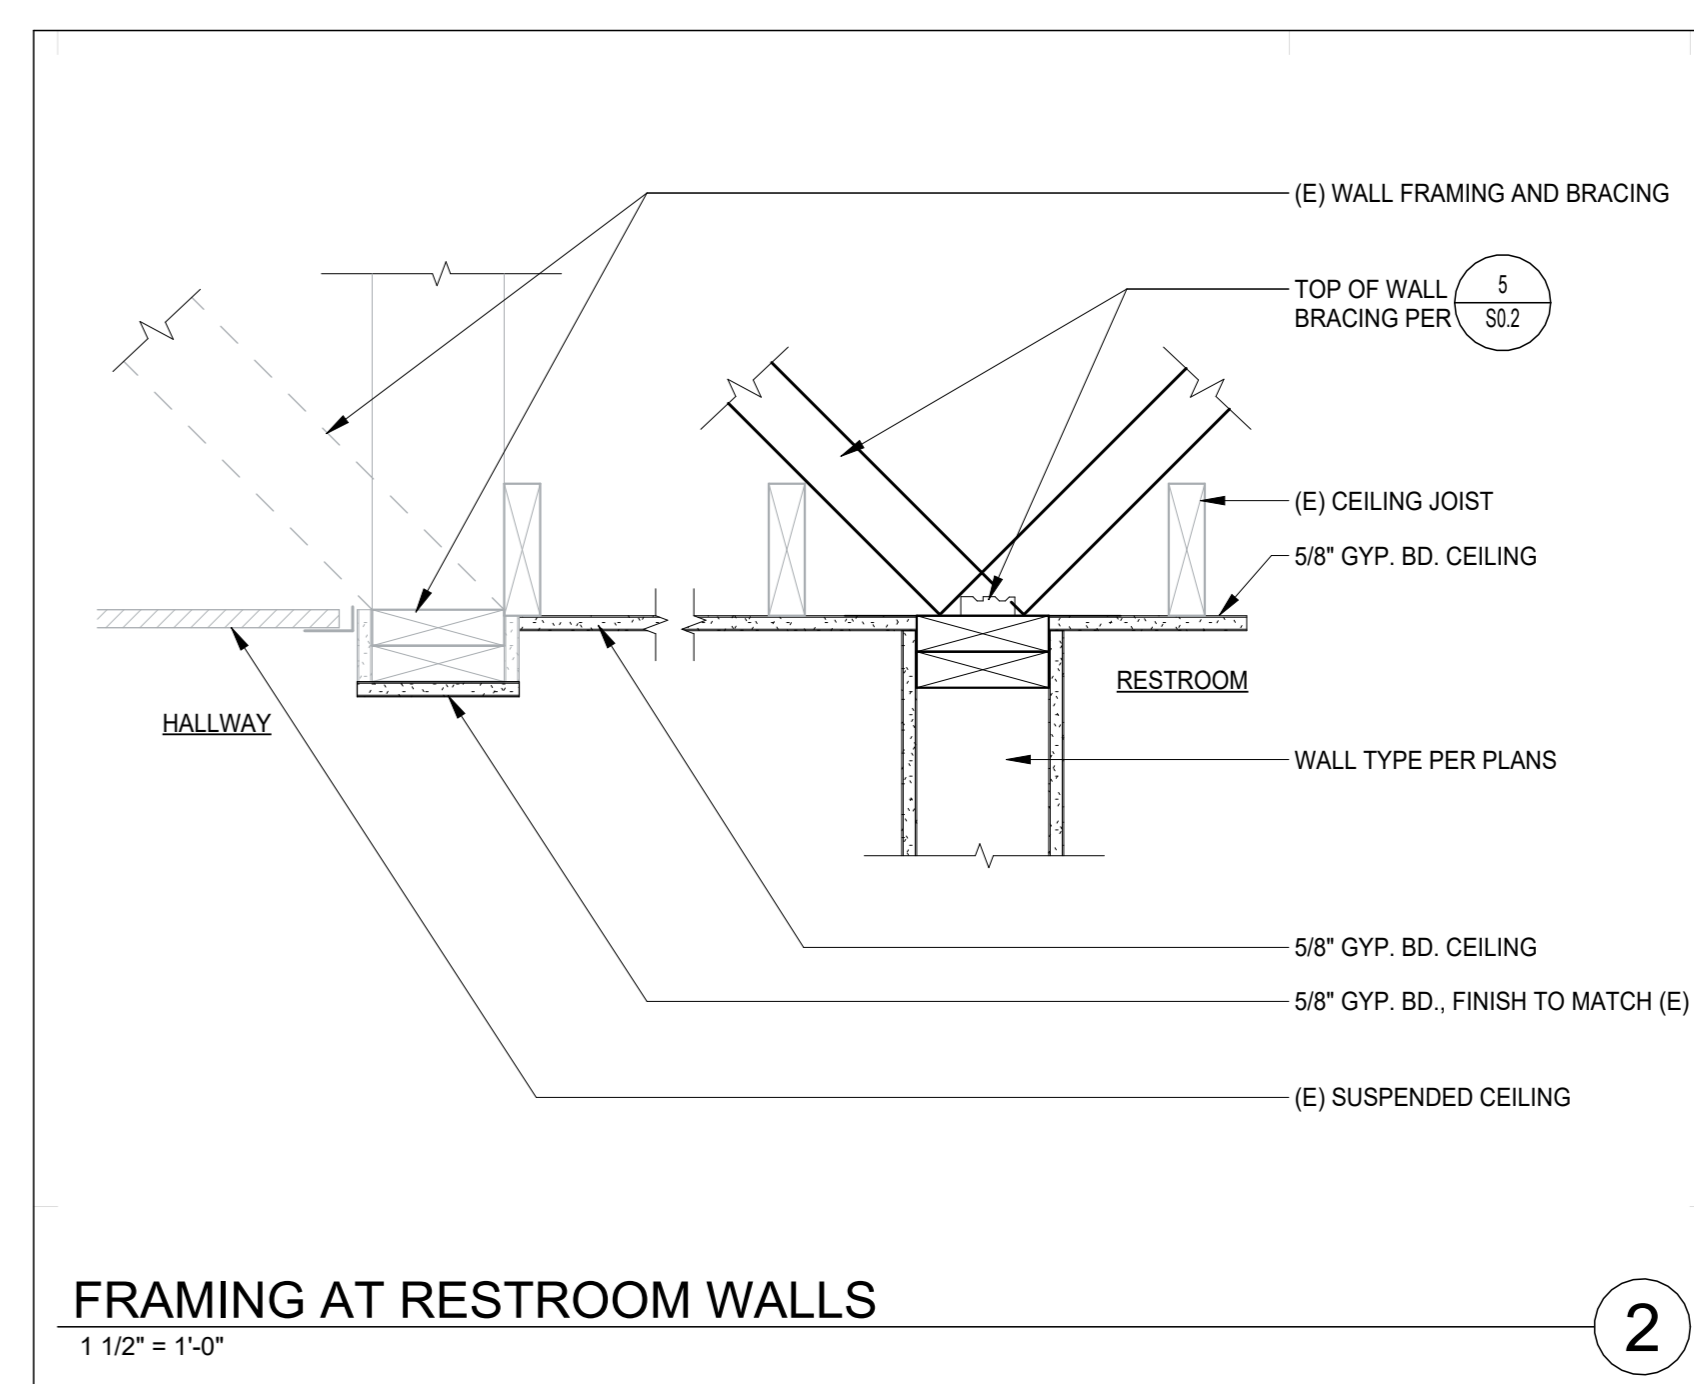 (E) WALL FRAMING AND BRACING
TOP OF WALL
BRACING PER
5
S0.2
(E) CEILING JOIST
5/8" GYP. BD. CEILING
RESTROOM
HALLWAY
WALL TYPE PER PLANS
5/8" GYP. BD. CEILING
5/8" GYP. BD., FINISH TO MATCH (E)
(E) SUSPENDED CEILING
FRAMING AT RESTROOM WALLS
1 1/2" = 1'-0"
2